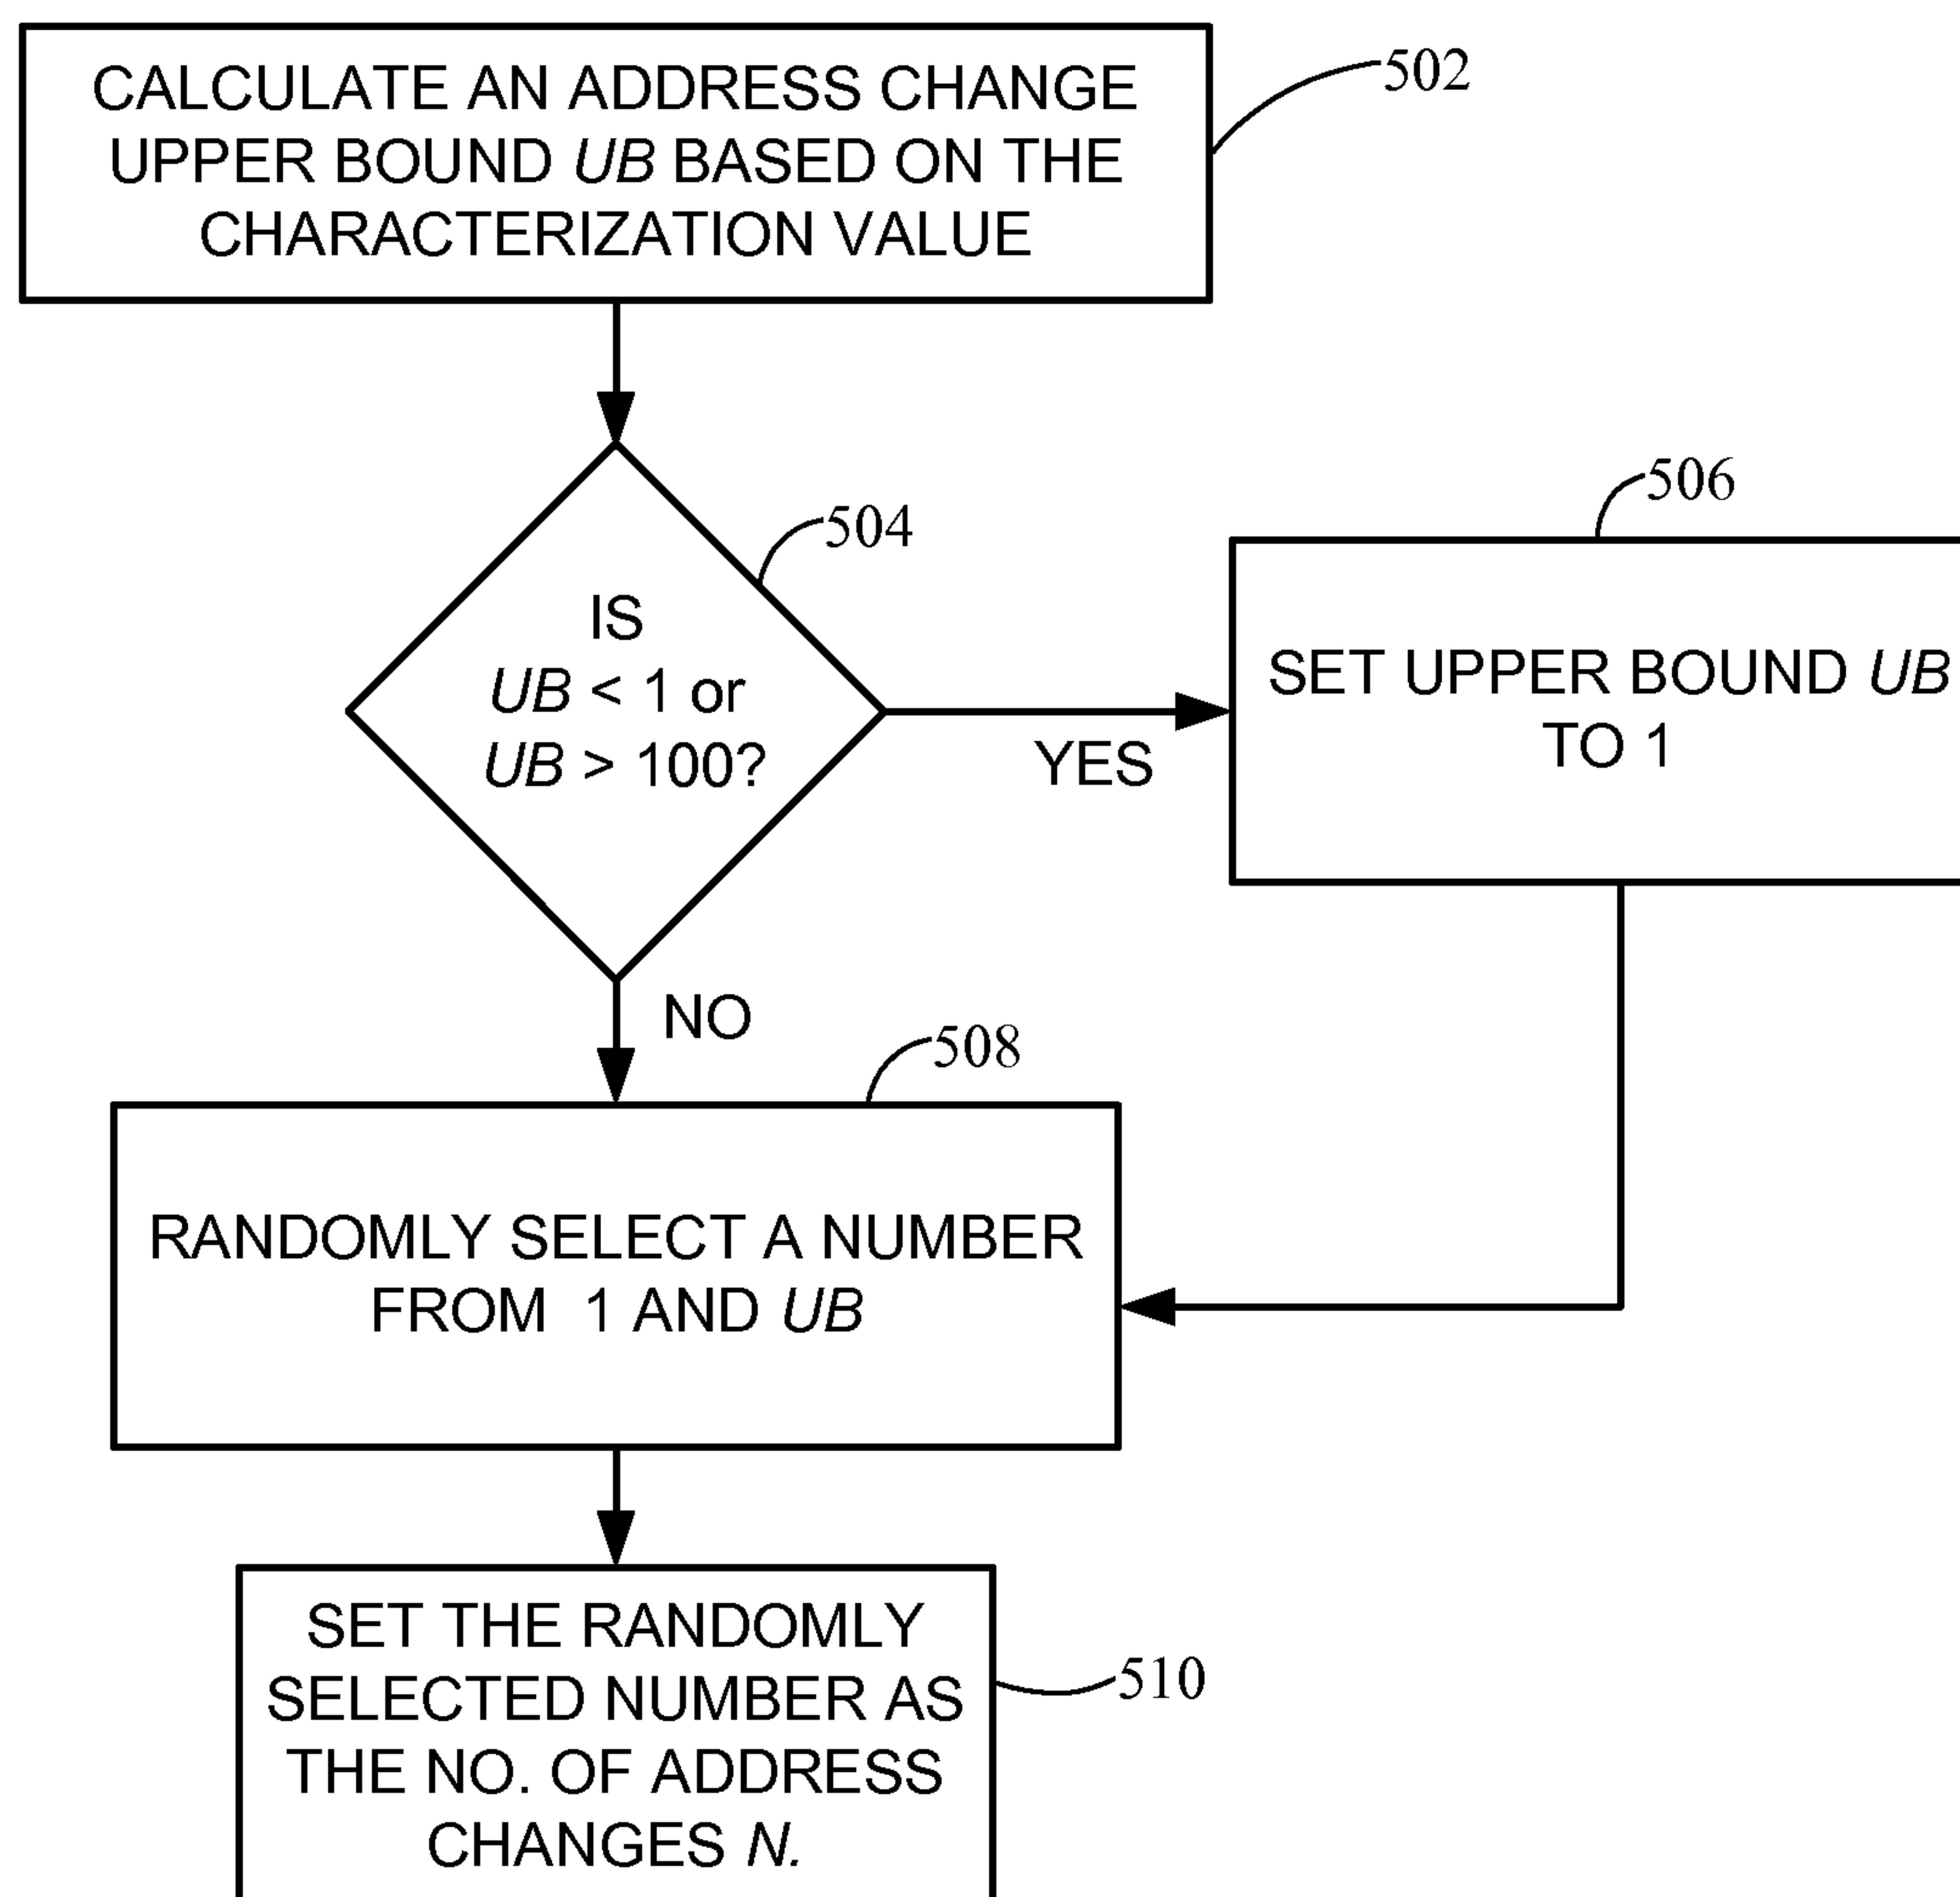 CALCULATE AN ADDRESS CHANGE
UPPER BOUND UB BASED ON THE
CHARACTERIZATION VALUE
502
504
IS
UB < 1 or
UB > 100?
YES
506
SET UPPER BOUND UB
TO 1
NO
508
RANDOMLY SELECT A NUMBER
FROM 1 AND UB
SET THE RANDOMLY
SELECTED NUMBER AS
THE NO. OF ADDRESS
CHANGES N.
510